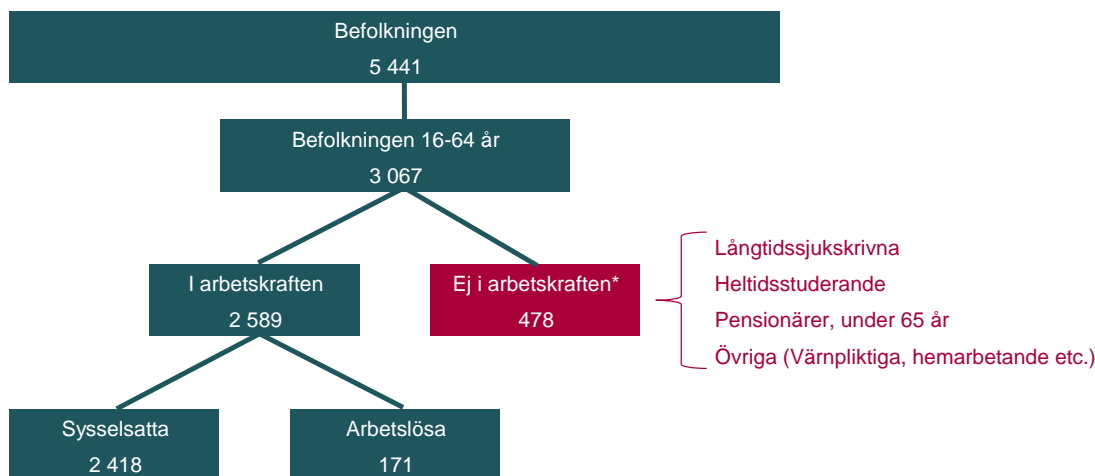 Befolkningen
5 441
Befolkningen 16-64 år
3 067
I arbetskraften
2 589
Ej i arbetskraften*
478
Långtidssjukskrivna
Heltidsstuderande
Pensionärer, under 65 år
Övriga (Värnpliktiga, hemarbetande etc.)
Sysselsatta
2 418
Arbetslösa
171